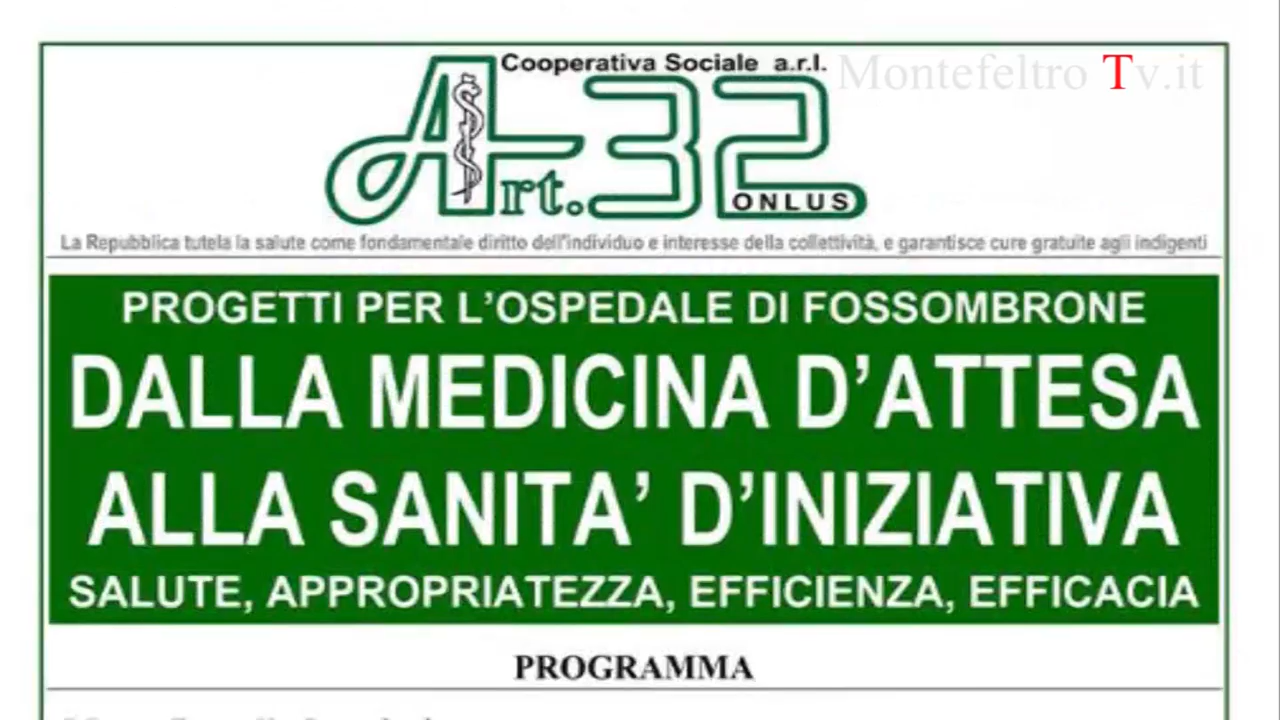 Cooperativa Sociale a.r.l.
Montefeltro Tv.it
Art.32
ONLUS
La Repubblica tutela la salute come fondamentale diritto dell'individuo e interesse della collettività, e garantisce cure gratuite agli indigenti
PROGETTI PER L'OSPEDALE DI FOSSOMBRONE
DALLA MEDICINA D'ATTESA
ALLA SANITA' D'INIZIATIVA
SALUTE, APPROPRIATEZZA, EFFICIENZA, EFFICACIA
PROGRAMMA